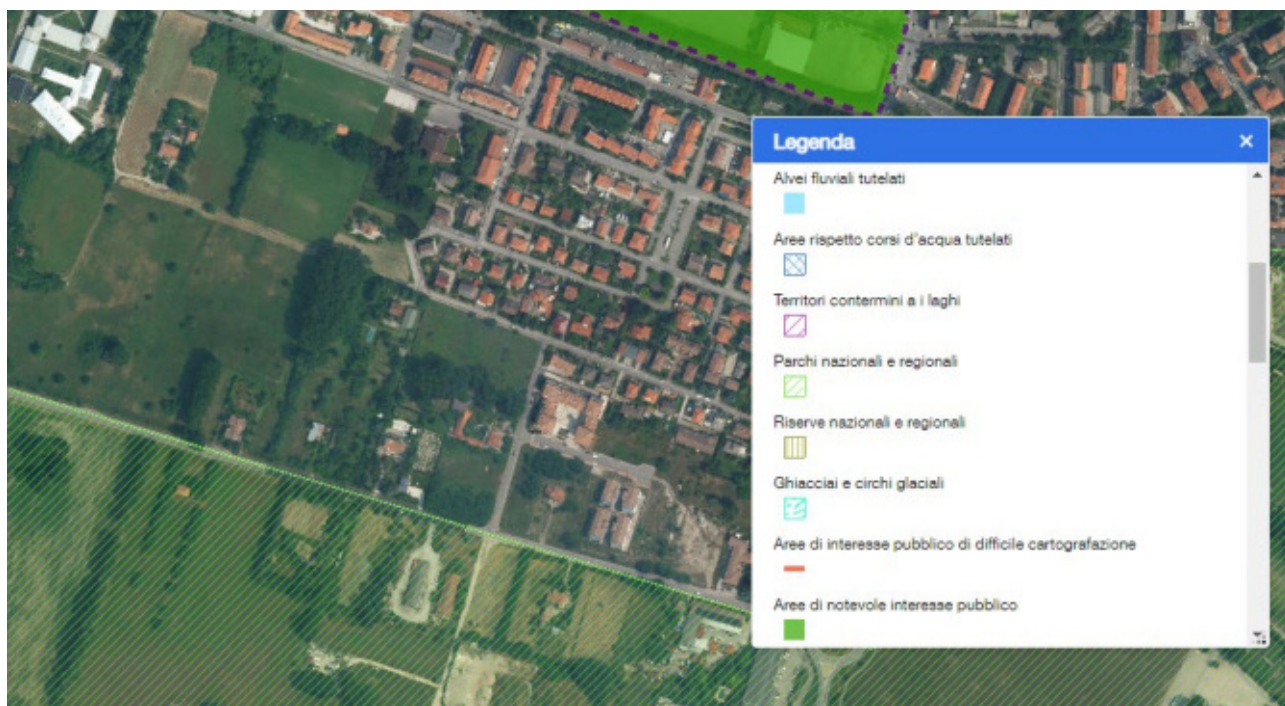 Legenda
Alvei fluviali tutelati
Aree rispetto corsi d'acqua tutelati
Territori contermini a i laghi
Parchi nazionali e regionali
Riserve nazionali e regionali
Ghiacciai e circhi glaciali
Aree di interesse pubblico di difficile cartografazione
Aree di notevole interesse pubblico